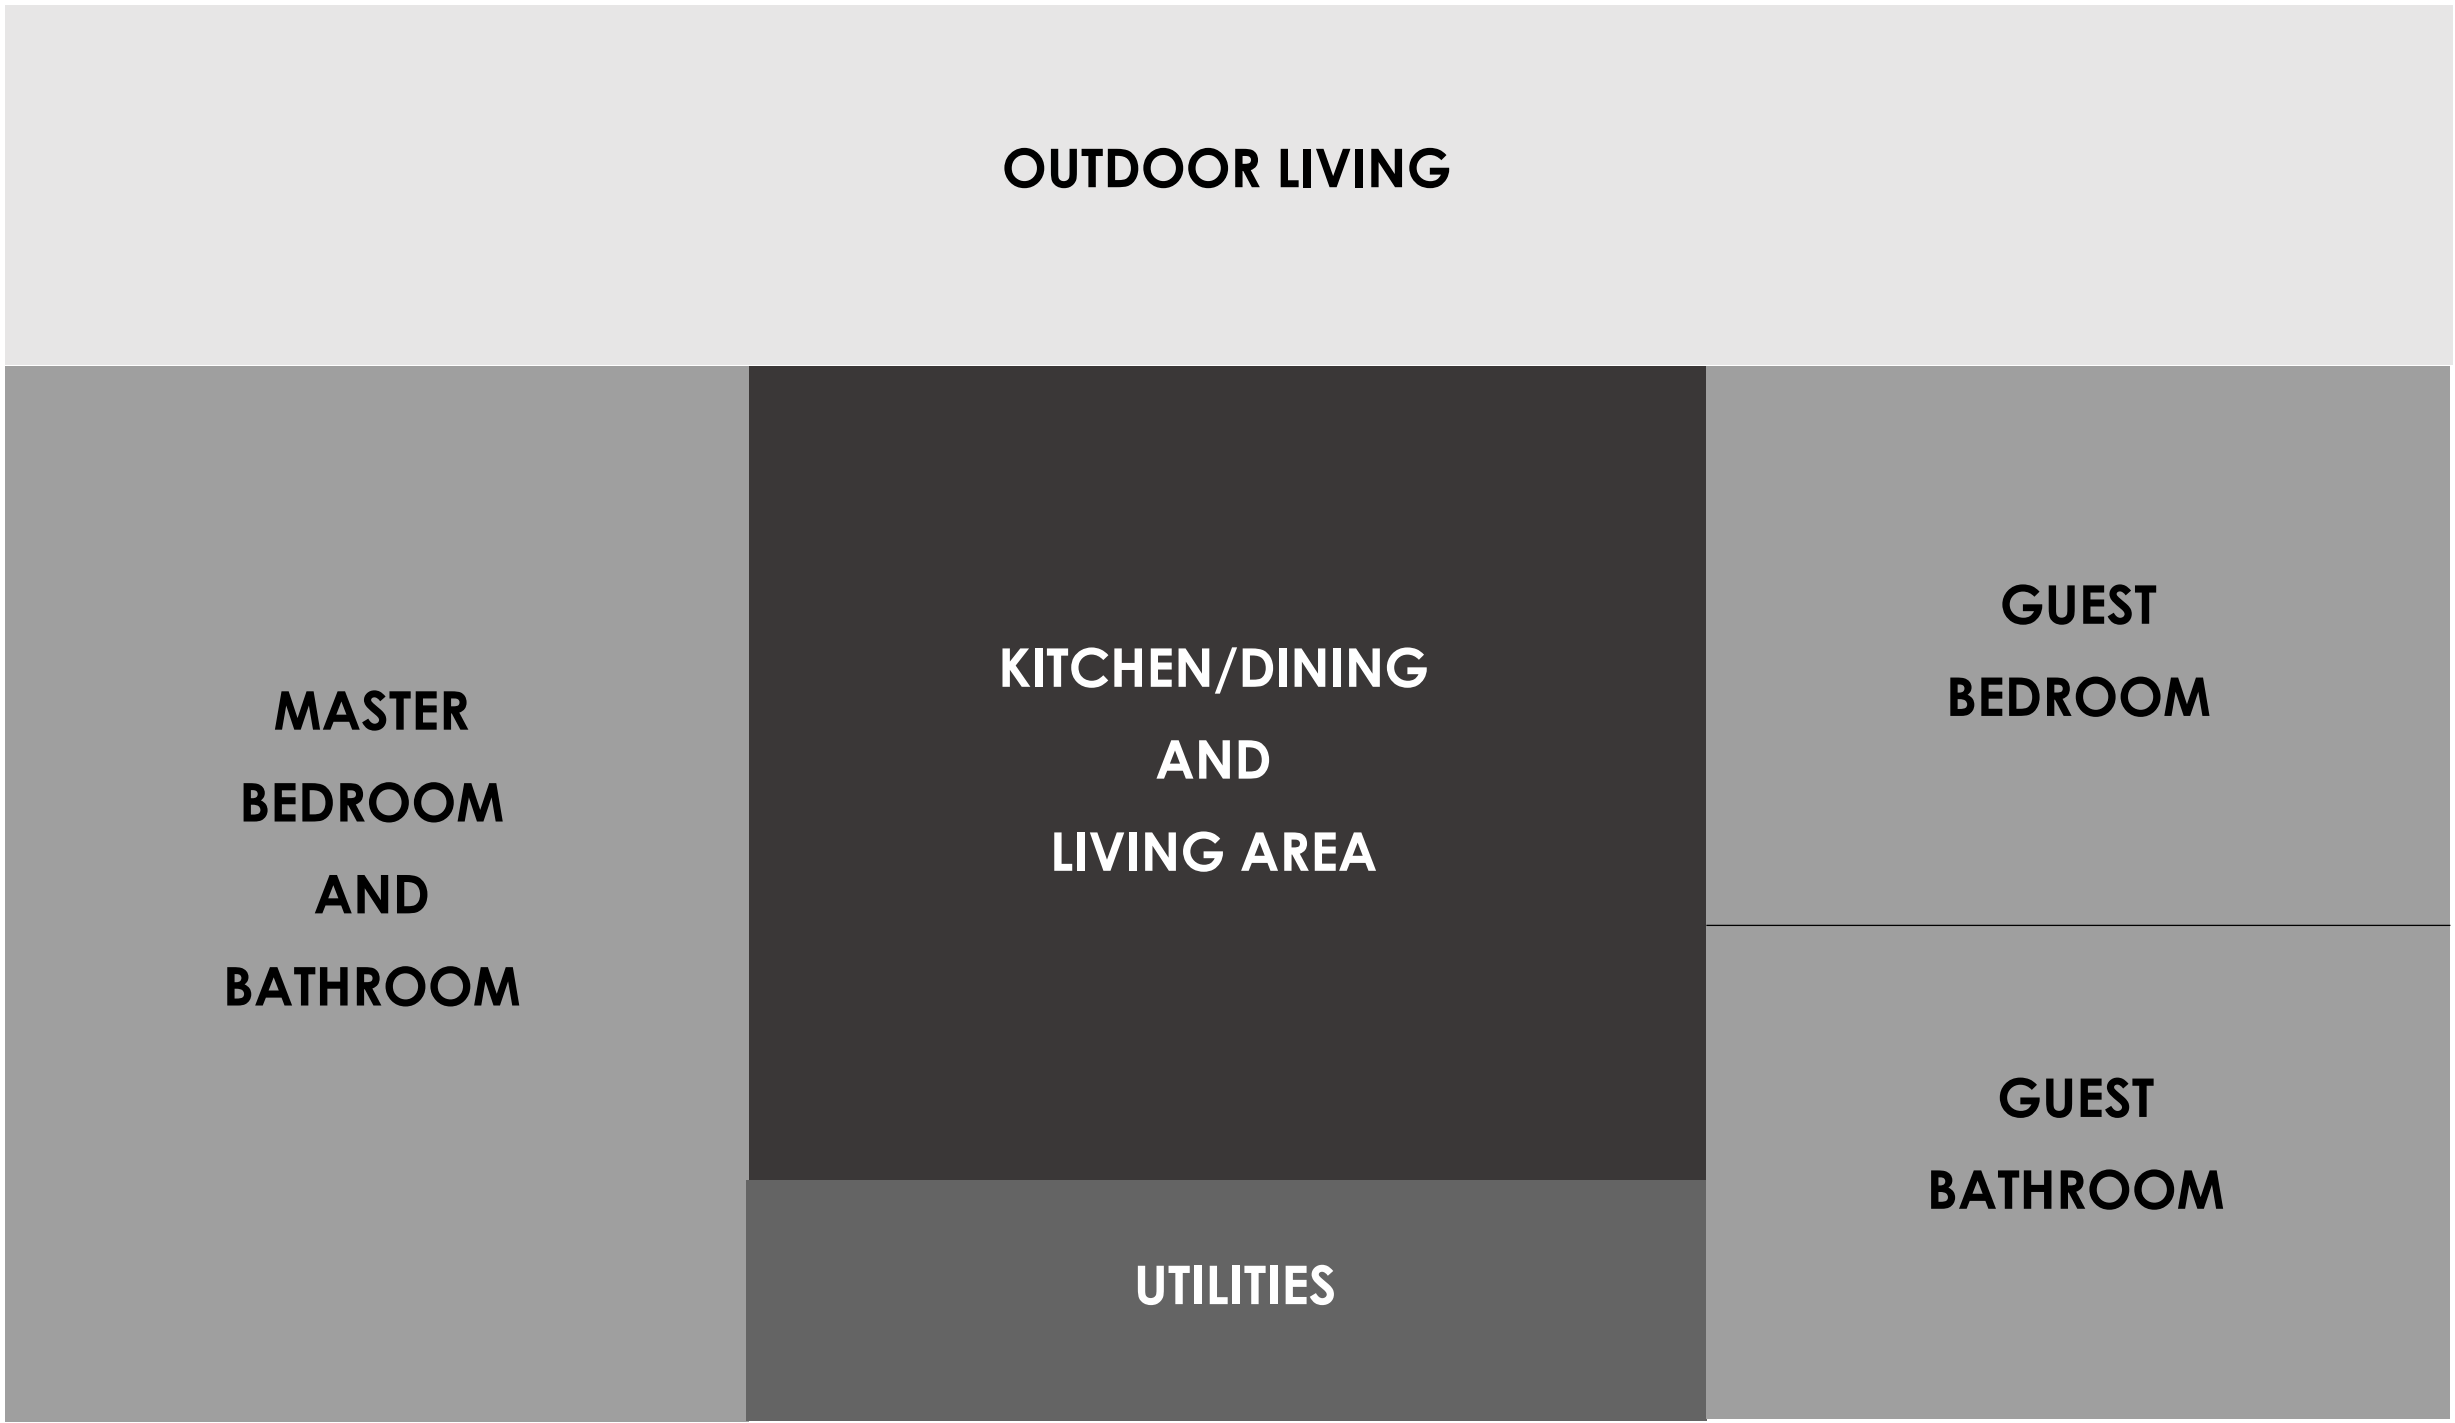 OUTDOOR LIVING
MASTER
BEDROOM
AND
BATHROOM
KITCHEN/DINING
AND
LIVING AREA
GUEST
BEDROOM
GUEST
BATHROOM
UTILITIES